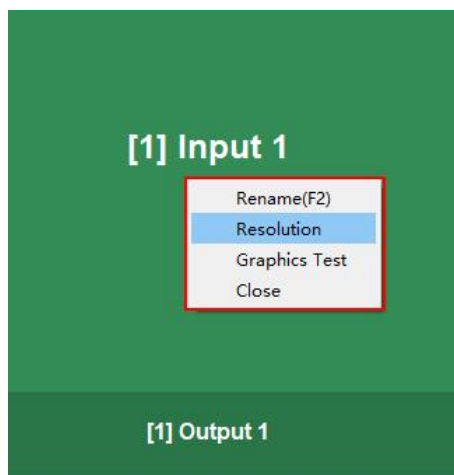 [1] Input 1
Rename(F2)
Resolution
Graphics Test
Close
[1] Output 1